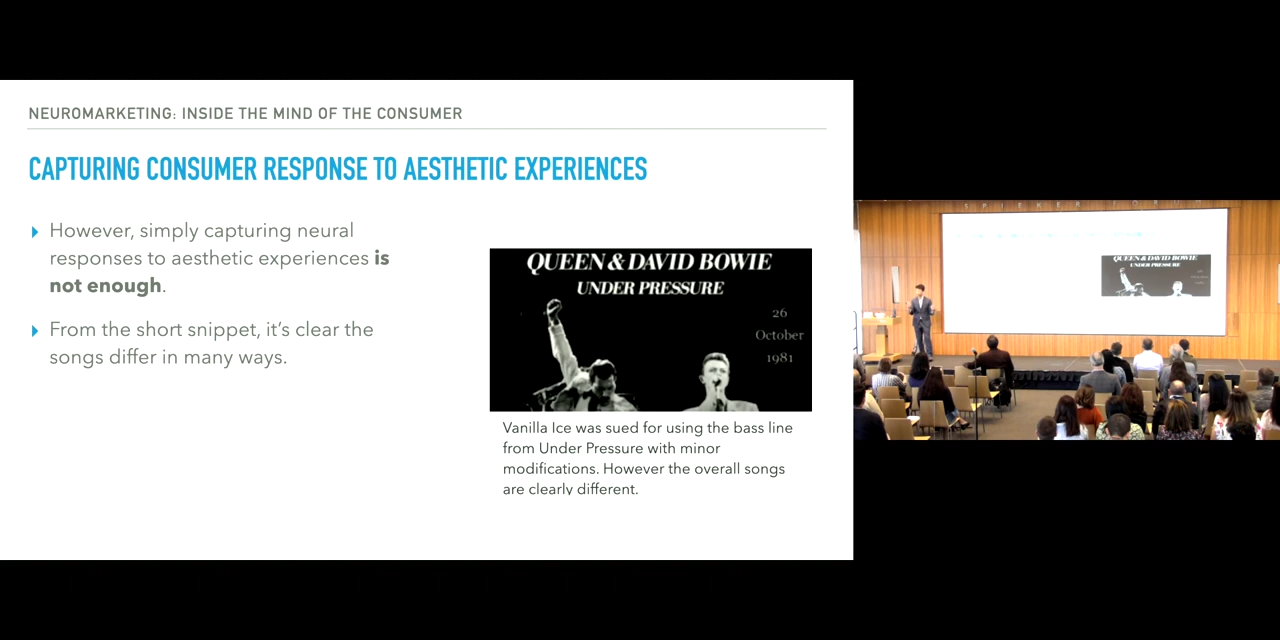 NEUROMARKETING: INSIDE THE MIND OF THE CONSUMER
CAPTURING CONSUMER RESPONSE TO AESTHETIC EXPERIENCES
However, simply capturing neural
responses to aesthetic experiences is
not enough.
From the short snippet, it's clear the
songs differ in many ways.
QUEEN & DAVID BOWIE
UNDER PRESSURE
26
October
1981
Vanilla Ice was sued for using the bass line
from Under Pressure with minor
modifications. However the overall songs
are clearly different.
SPIEKER FORUM
QUEEN & DAVID BOWIE
UNDER PRESSURE